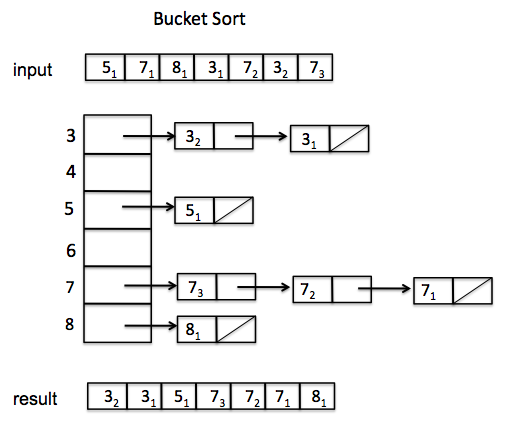 Bucket Sort
input 5₁ 7₁ 8₁ 3₁ 7₂ 3₂ 7₃
3 3₂ 3₁
4
5 5₁
6
7 7₃ 7₂ 7₁
8 8₁
result 3₂ 3₁ 5₁ 7₃ 7₂ 7₁ 8₁